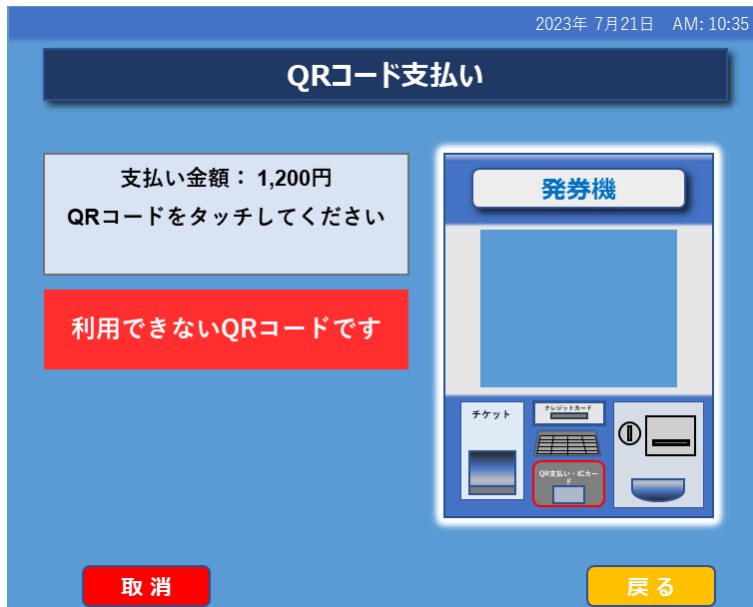 2023年 7月21日 AM: 10:35
QRコード支払い
支払い金額： 1,200円
QRコードをタッチしてください
利用できないQRコードです
発券機
チケット
クレジットカード
QR支払い・ICカー
ド
取 消
戻 る